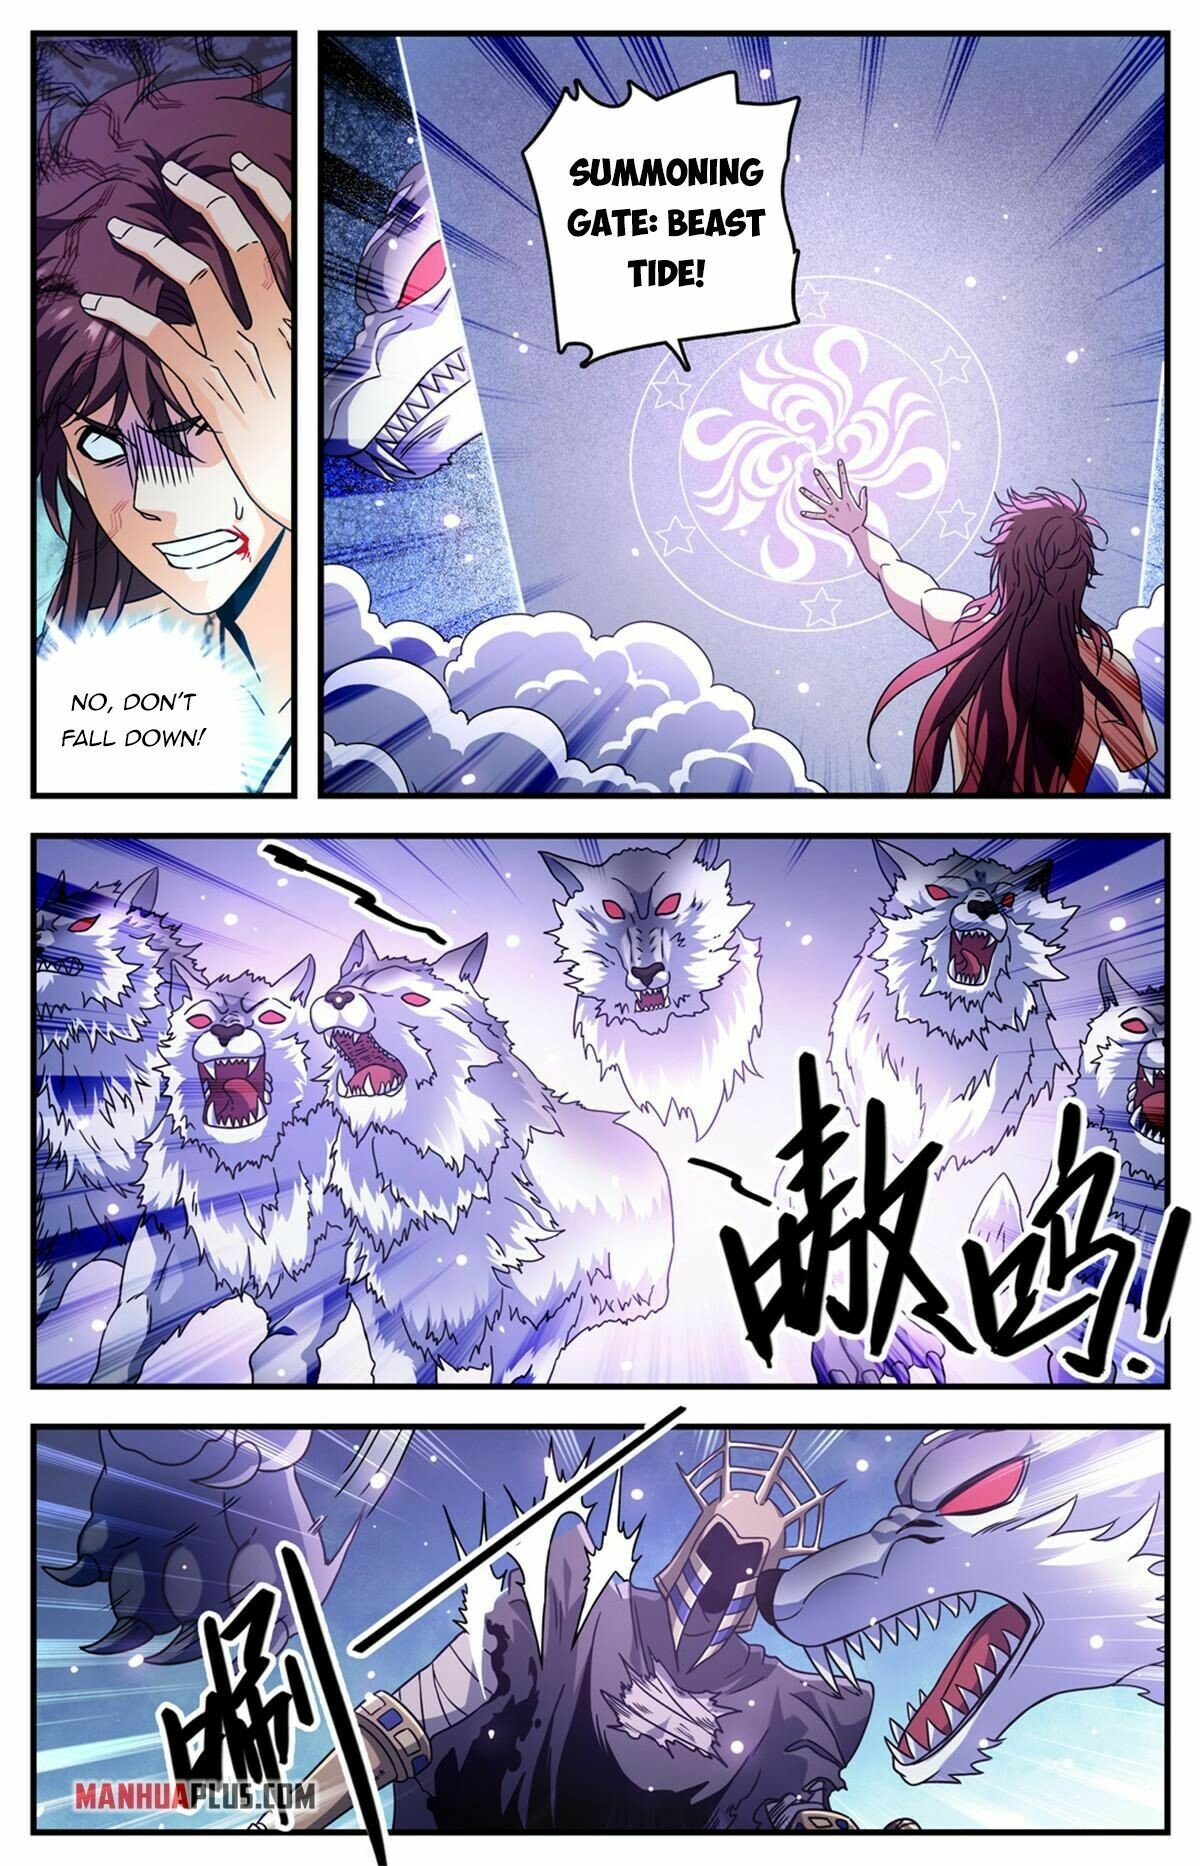 NO, DON'T
FALL DOWN!
SUMMONING
GATE: BEAST
TIDE!
嗷呜!
唰
MANHUAPLUS.COM